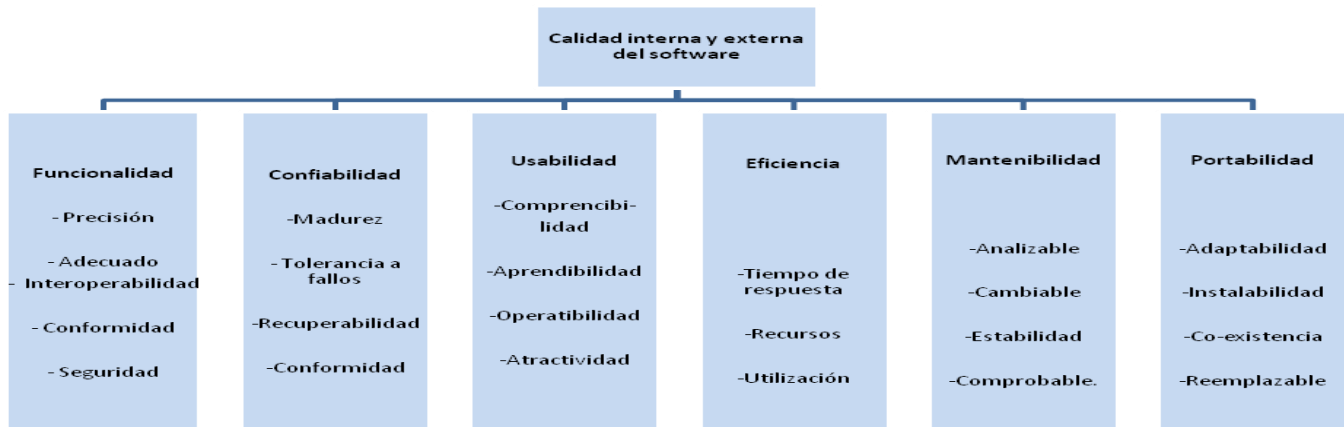 Calidad interna y externa
del software
Funcionalidad
- Precisión
- Adecuado
- Interoperabilidad
- Conformidad
- Seguridad
Confiabilidad
-Madurez
- Tolerancia a
fallos
-Recuperabilidad
-Conformidad
Usabilidad
-Comprencibi-
lidad
-Aprendibilidad
-Operatibilidad
-Atractividad
Eficiencia
-Tiempo de
respuesta
-Recursos
-Utilización
Mantenibilidad
-Analizable
-Cambiable
-Estabilidad
-Comprobable.
Portabilidad
-Adaptabilidad
-Instalabilidad
-Co-existencia
-Reemplazable